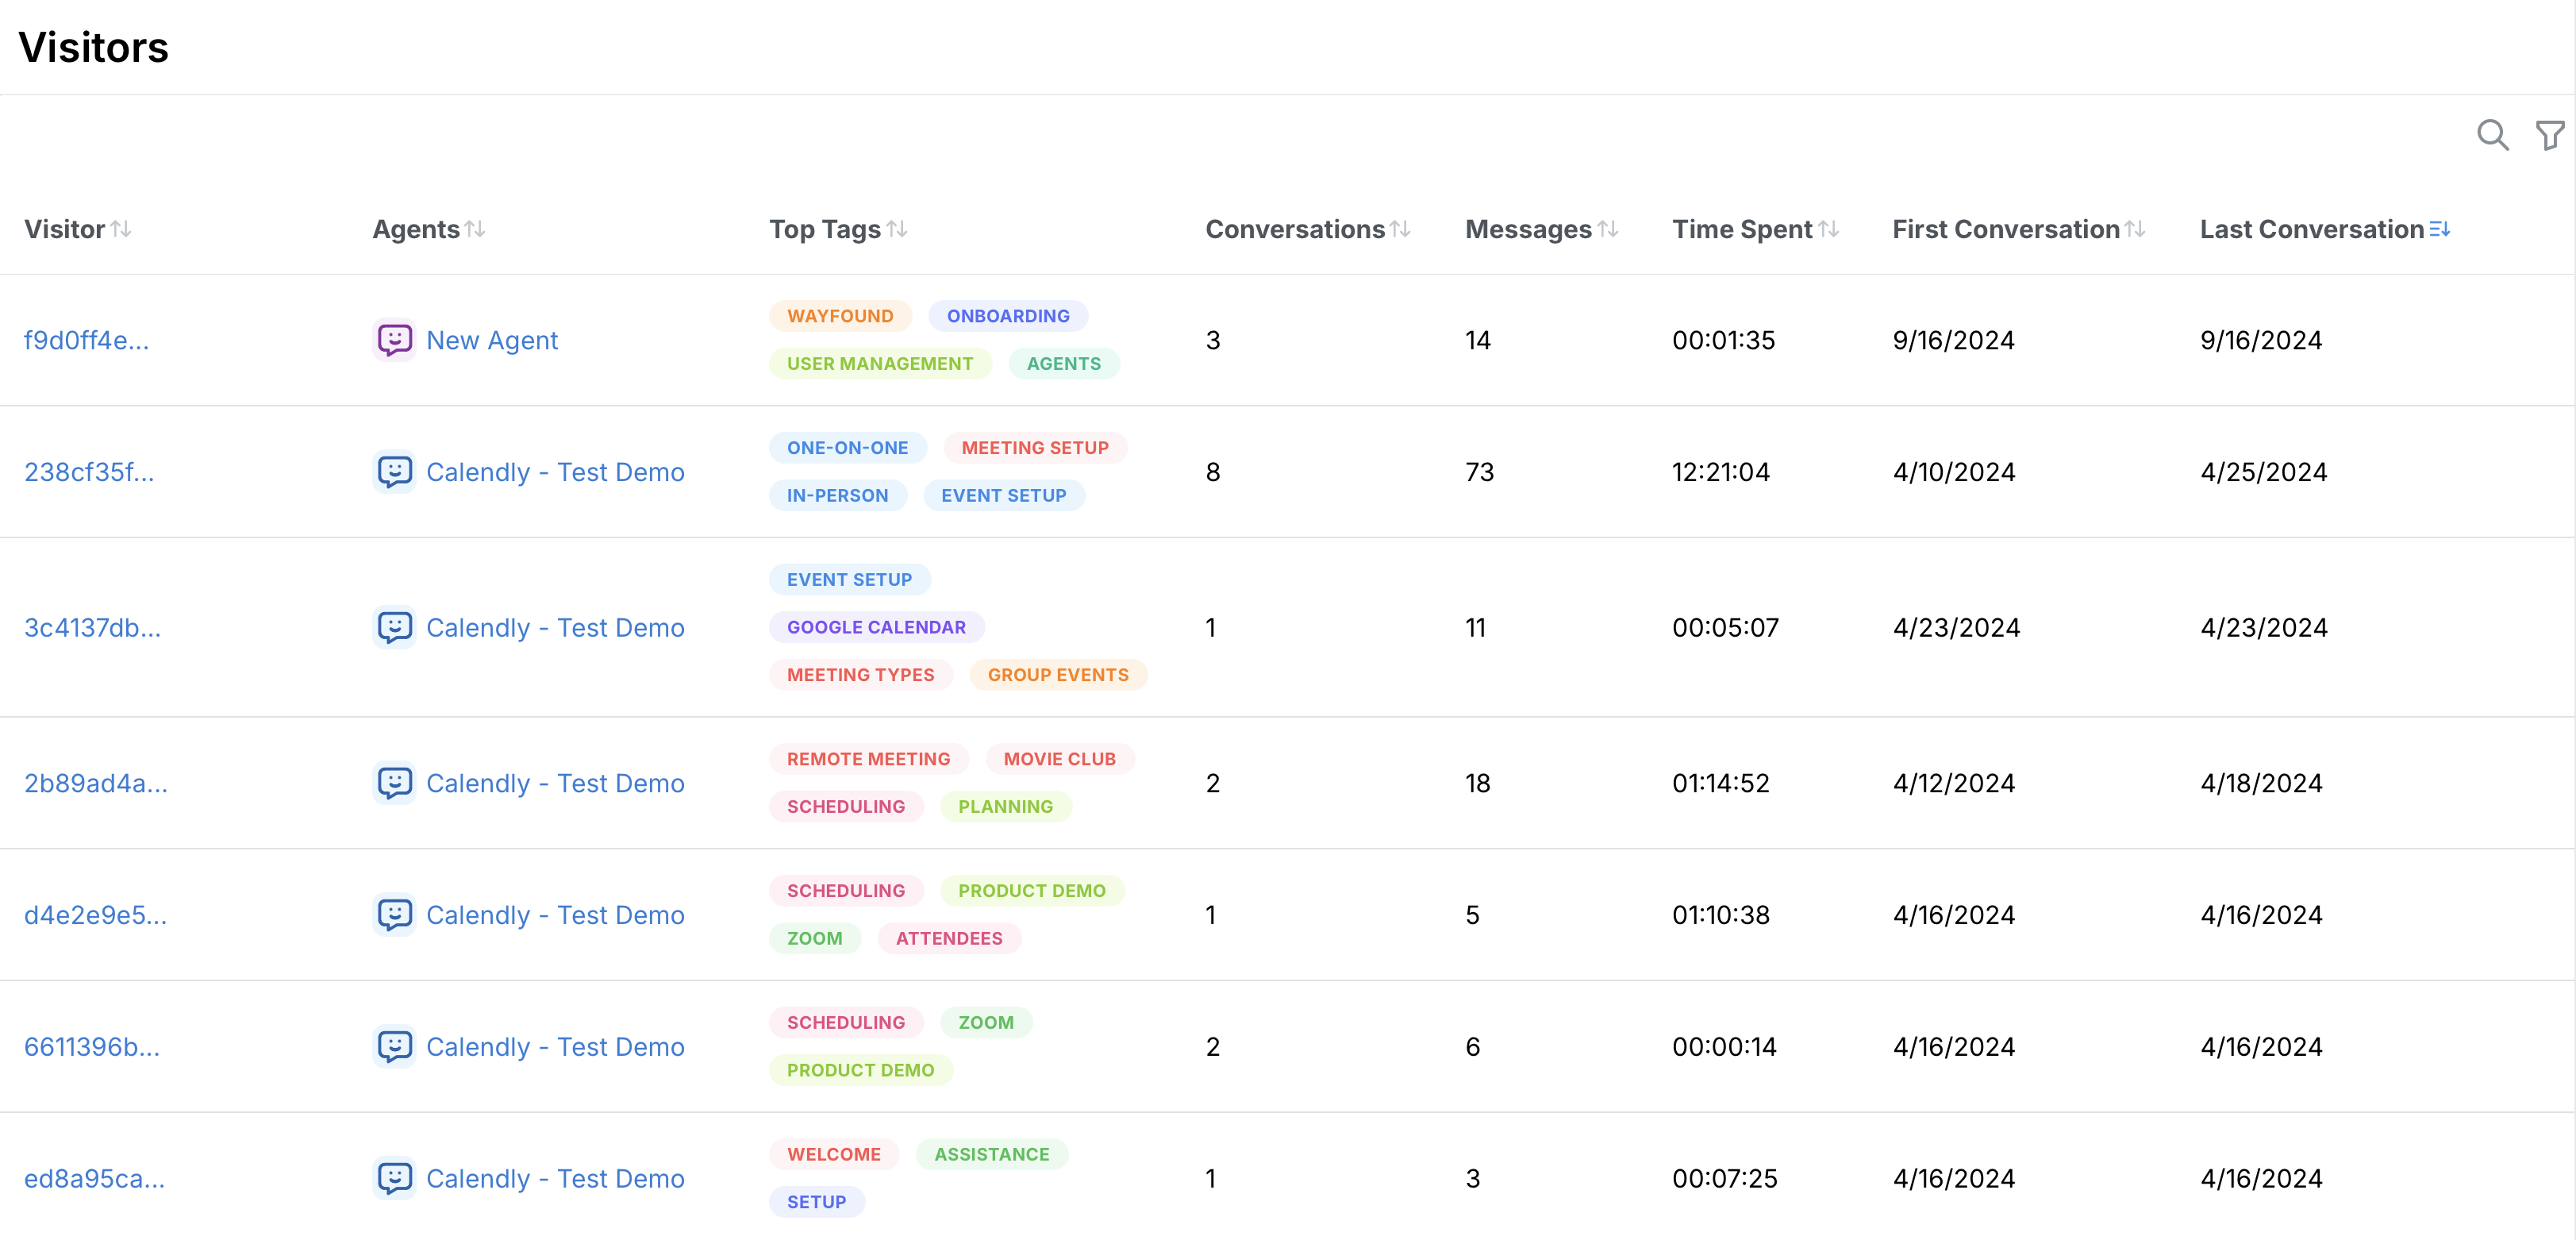 Visitors
Visitor Agents Top Tags Conversations Messages Time Spent First Conversation Last Conversation
WAYFOUND ONBOARDING
f9d0ff4e... New Agent 3 14 00:01:35 9/16/2024 9/16/2024
USER MANAGEMENT AGENTS
ONE-ON-ONE MEETING SETUP
238cf35f... Calendly - Test Demo 8 73 12:21:04 4/10/2024 4/25/2024
IN-PERSON EVENT SETUP
EVENT SETUP
3c4137db... Calendly - Test Demo GOOGLE CALENDAR 1 11 00:05:07 4/23/2024 4/23/2024
MEETING TYPES GROUP EVENTS
REMOTE MEETING MOVIE CLUB
2b89ad4a... Calendly - Test Demo 2 18 01:14:52 4/12/2024 4/18/2024
SCHEDULING PLANNING
SCHEDULING PRODUCT DEMO
d4e2e9e5... Calendly - Test Demo 1 5 01:10:38 4/16/2024 4/16/2024
ZOOM ATTENDEES
SCHEDULING ZOOM
6611396b... Calendly - Test Demo 2 6 00:00:14 4/16/2024 4/16/2024
PRODUCT DEMO
WELCOME ASSISTANCE
ed8a95ca... Calendly - Test Demo 1 3 00:07:25 4/16/2024 4/16/2024
SETUP